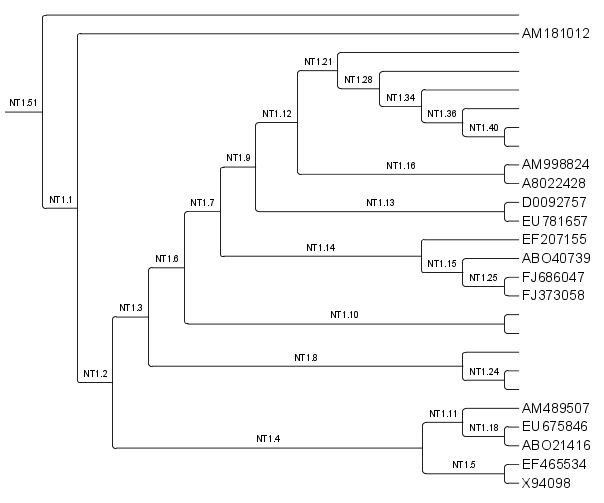 AM181012
NT1.21
NT1.28
NT1.34
NT1.51
NT1.12
NT1.36
NT1.40
NT1.9
NT1.16
AM998824
A8022428
NT1.1
NT1.7
NT1.13
D0092757
EU781657
NT1.14
EF207155
NT1.6
NT1.15
ABO40739
NT1.25
FJ686047
FJ373058
NT1.3
NT1.10
NT1.8
NT1.2
NT1.24
NT1.11
AM489507
NT1.18
EU675846
NT1.4
ABO21416
NT1.5
EF465534
X94098